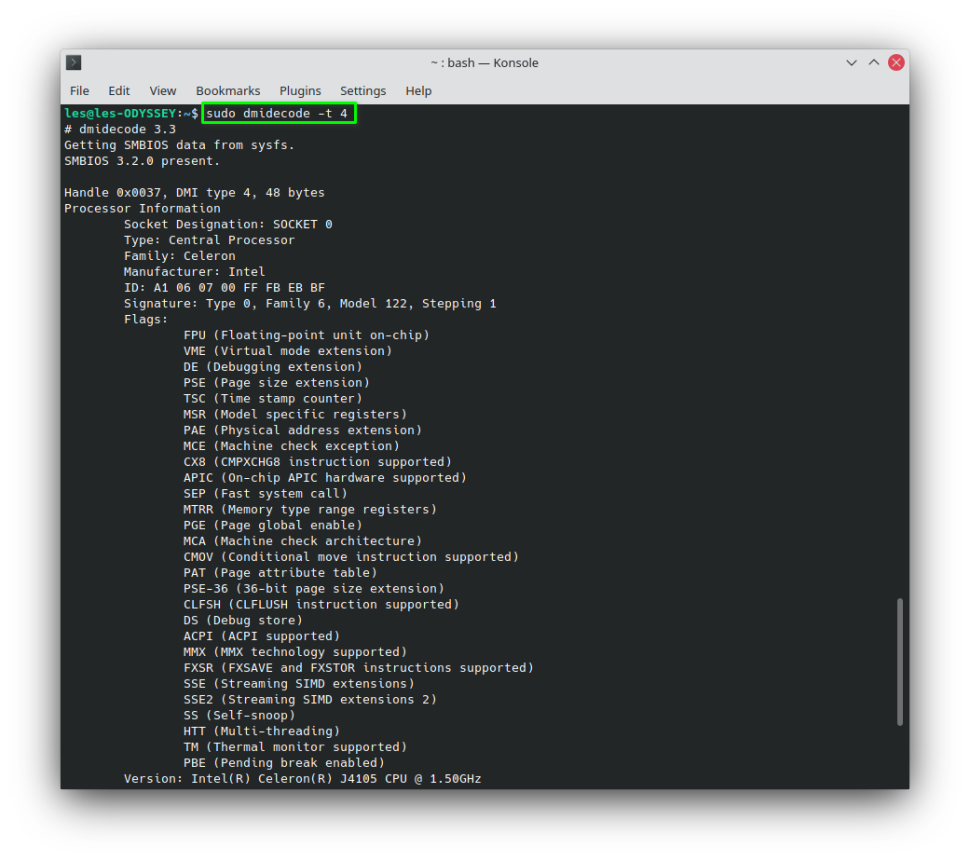 ~ : bash — Konsole
File Edit View Bookmarks Plugins Settings Help
les@les-ODYSSEY:~$ sudo dmidecode -t 4
# dmidecode 3.3
Getting SMBIOS data from sysfs.
SMBIOS 3.2.0 present.
Handle 0x0037, DMI type 4, 48 bytes
Processor Information
Socket Designation: SOCKET 0
Type: Central Processor
Family: Celeron
Manufacturer: Intel
ID: A1 06 07 00 FF FB EB BF
Signature: Type 0, Family 6, Model 122, Stepping 1
Flags:
FPU (Floating-point unit on-chip)
VME (Virtual mode extension)
DE (Debugging extension)
PSE (Page size extension)
TSC (Time stamp counter)
MSR (Model specific registers)
PAE (Physical address extension)
MCE (Machine check exception)
CX8 (CMPXCHG8 instruction supported)
APIC (On-chip APIC hardware supported)
SEP (Fast system call)
MTRR (Memory type range registers)
PGE (Page global enable)
MCA (Machine check architecture)
CMOV (Conditional move instruction supported)
PAT (Page attribute table)
PSE-36 (36-bit page size extension)
CLFSH (CLFLUSH instruction supported)
DS (Debug store)
ACPI (ACPI supported)
MMX (MMX technology supported)
FXSR (FXSAVE and FXSTOR instructions supported)
SSE (Streaming SIMD extensions)
SSE2 (Streaming SIMD extensions 2)
SS (Self-snoop)
HTT (Multi-threading)
TM (Thermal monitor supported)
PBE (Pending break enabled)
Version: Intel(R) Celeron(R) J4105 CPU @ 1.50GHz